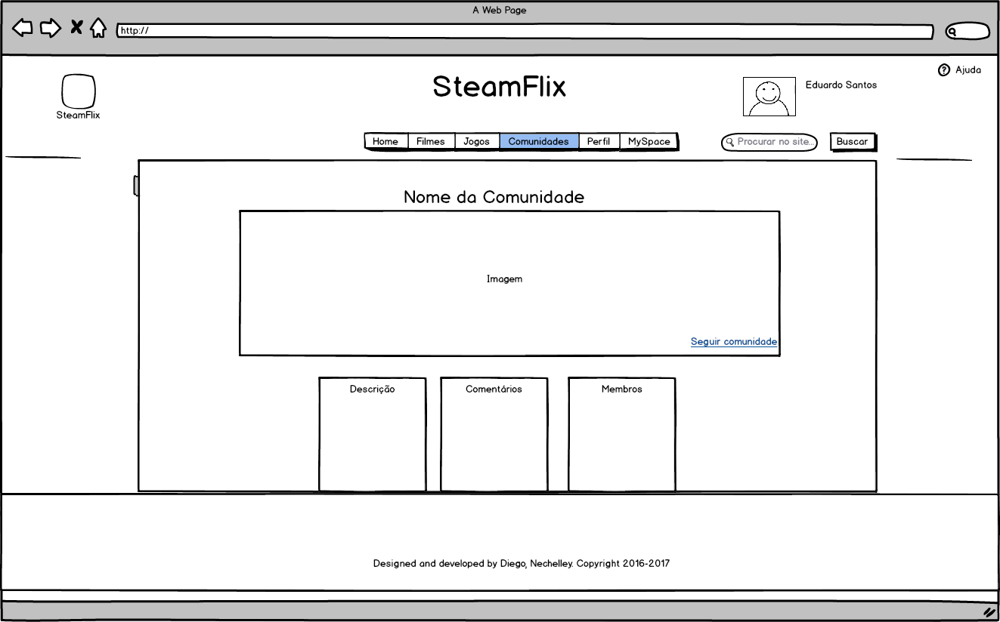 A Web Page
http://
Ajuda
SteamFlix
Eduardo Santos
SteamFlix
Home Filmes Jogos Comunidades Perfil MySpace
Procurar no site... Buscar
Nome da Comunidade
Imagem
Seguir comunidade
Descrição Comentários Membros
Designed and developed by Diego, Nechelley. Copyright 2016-2017